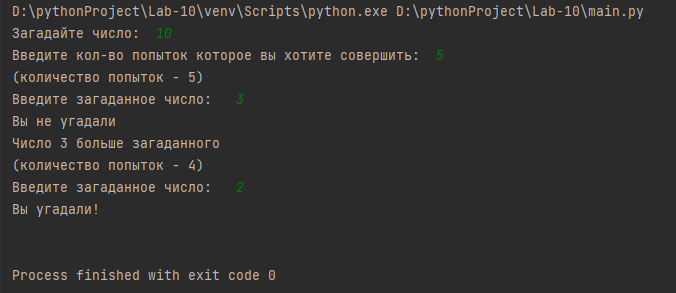 D:\pythonProject\Lab-10\venv\Scripts\python.exe D:\pythonProject\Lab-10\main.py
Загадайте число:  10
Введите кол-во попыток которое вы хотите совершить:  5
(количество попыток - 5)
Введите загаданное число:   3
Вы не угадали
Число 3 больше загаданного
(количество попыток - 4)
Введите загаданное число:   2
Вы угадали!
Process finished with exit code 0